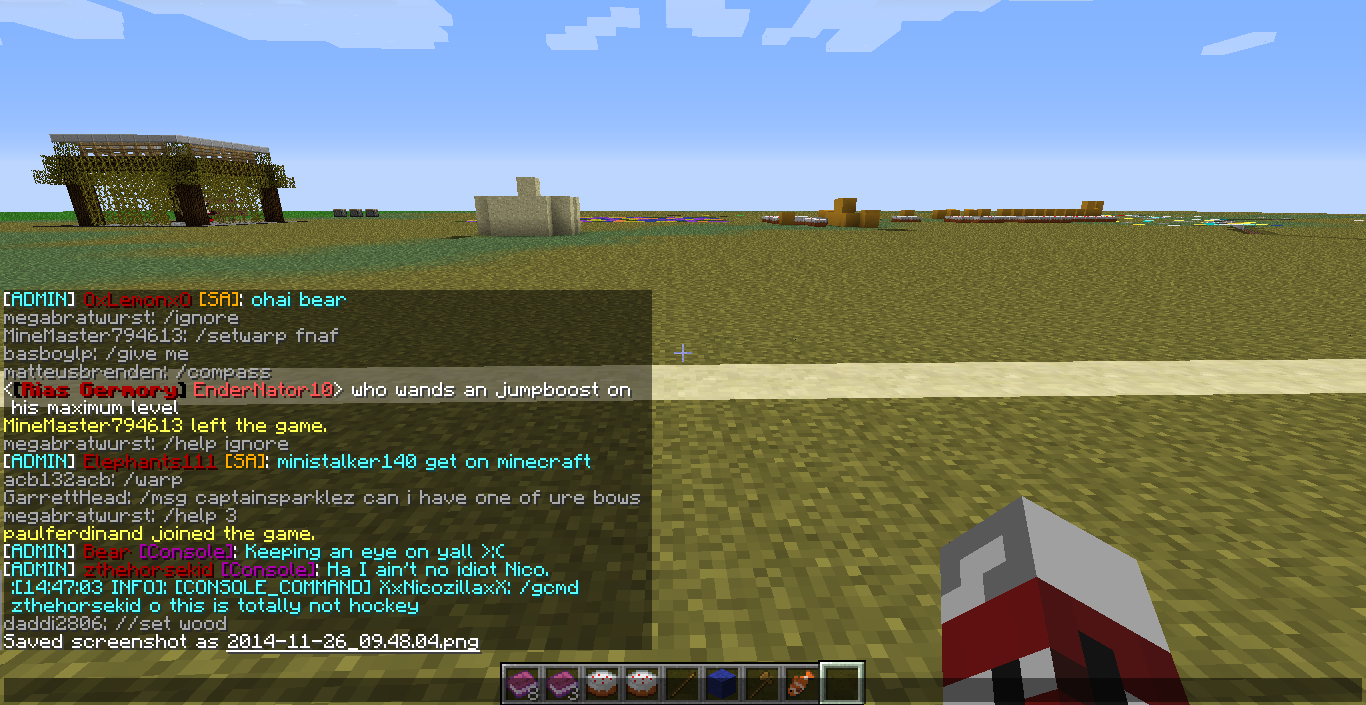 [ADMIN] 0xLemonx0 [SA]: ohai bear
megabratwurst: /ignore
MineMaster794613: /setwarp fnaf
basboylp: /give me
matteusbrenden: /compass
<[Rias Germory] EnderNator10> who wands an jumpboost on
his maximum level
MineMaster794613 left the game.
megabratwurst: /help ignore
[ADMIN] Elephants111 [SA]: ministalker140 get on minecraft
acb132acb: /warp
GarrettHead: /msg captainsparklez can i have one of ure bows
megabratwurst: /help 3
paulferdinand joined the game.
[ADMIN] Bear [Console]: Keeping an eye on yall >:(
[ADMIN] zthehorsekid [Console]: Ha I ain't no idiot Nico.
'[14:47:03 INFO]: [CONSOLE_COMMAND] XxNicozillaxX: /gcmd
zthehorsekid o this is totally not hockey
daddi2806: //set wood
Saved screenshot as 2014-11-26_09.48.04.png
8 3